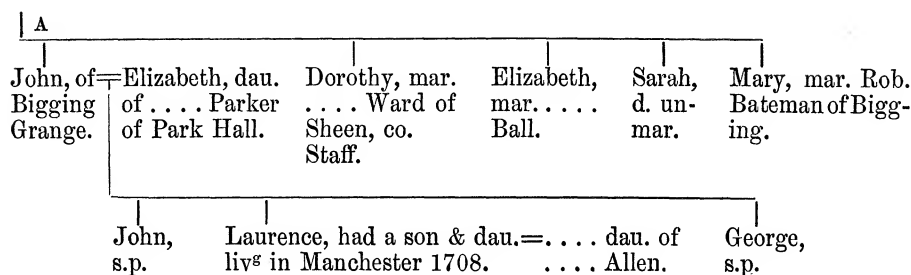 A
John, of=Elizabeth, dau. Dorothy, mar. Elizabeth, Sarah, Mary, mar. Rob.
Bigging of . . . . Parker . . . . Ward of mar. . . . . d. un- Bateman of Bigg-
Grange. of Park Hall. Sheen, co. Ball. mar. ing.
Staff.
John, Laurence, had a son & dau.=. . . . dau. of George,
s.p. livᵍ in Manchester 1708. . . . . Allen. s.p.